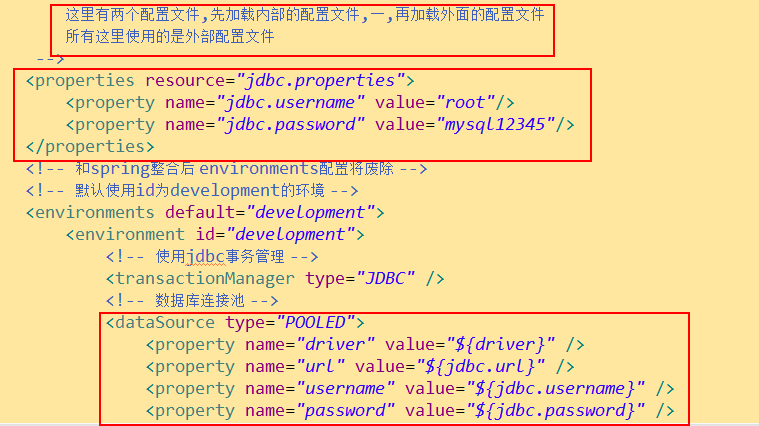 这里有两个配置文件,先加载内部的配置文件,一,再加载外面的配置文件
所有这里使用的是外部配置文件
-->
<properties resource="jdbc.properties">
<property name="jdbc.username" value="root"/>
<property name="jdbc.password" value="mysql12345"/>
</properties>
<!-- 和spring整合后 environments配置将废除 -->
<!-- 默认使用id为development的环境 -->
<environments default="development">
<environment id="development">
<!-- 使用jdbc事务管理 -->
<transactionManager type="JDBC" />
<!-- 数据库连接池 -->
<dataSource type="POOLED">
<property name="driver" value="${driver}" />
<property name="url" value="${jdbc.url}" />
<property name="username" value="${jdbc.username}" />
<property name="password" value="${jdbc.password}" />